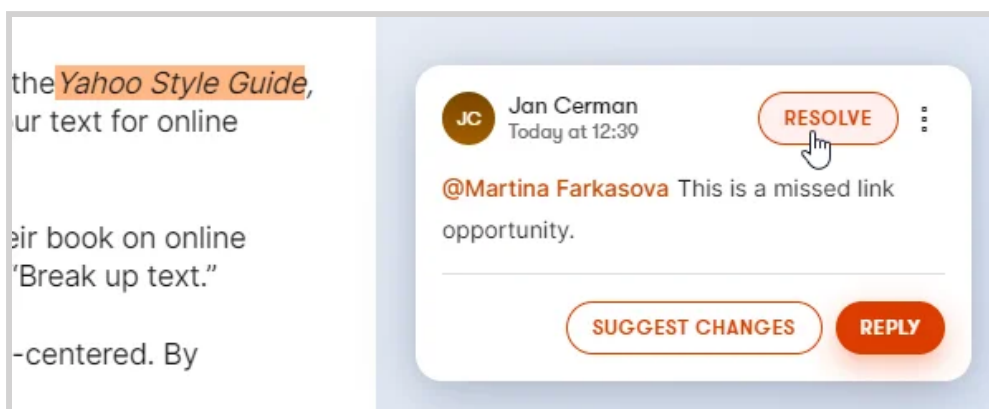 the Yahoo Style Guide,
ur text for online
eir book on online
“Break up text.”
-centered. By
JC
Jan Cerman
Today at 12:39
RESOLVE
@Martina Farkasova This is a missed link
opportunity.
SUGGEST CHANGES
REPLY